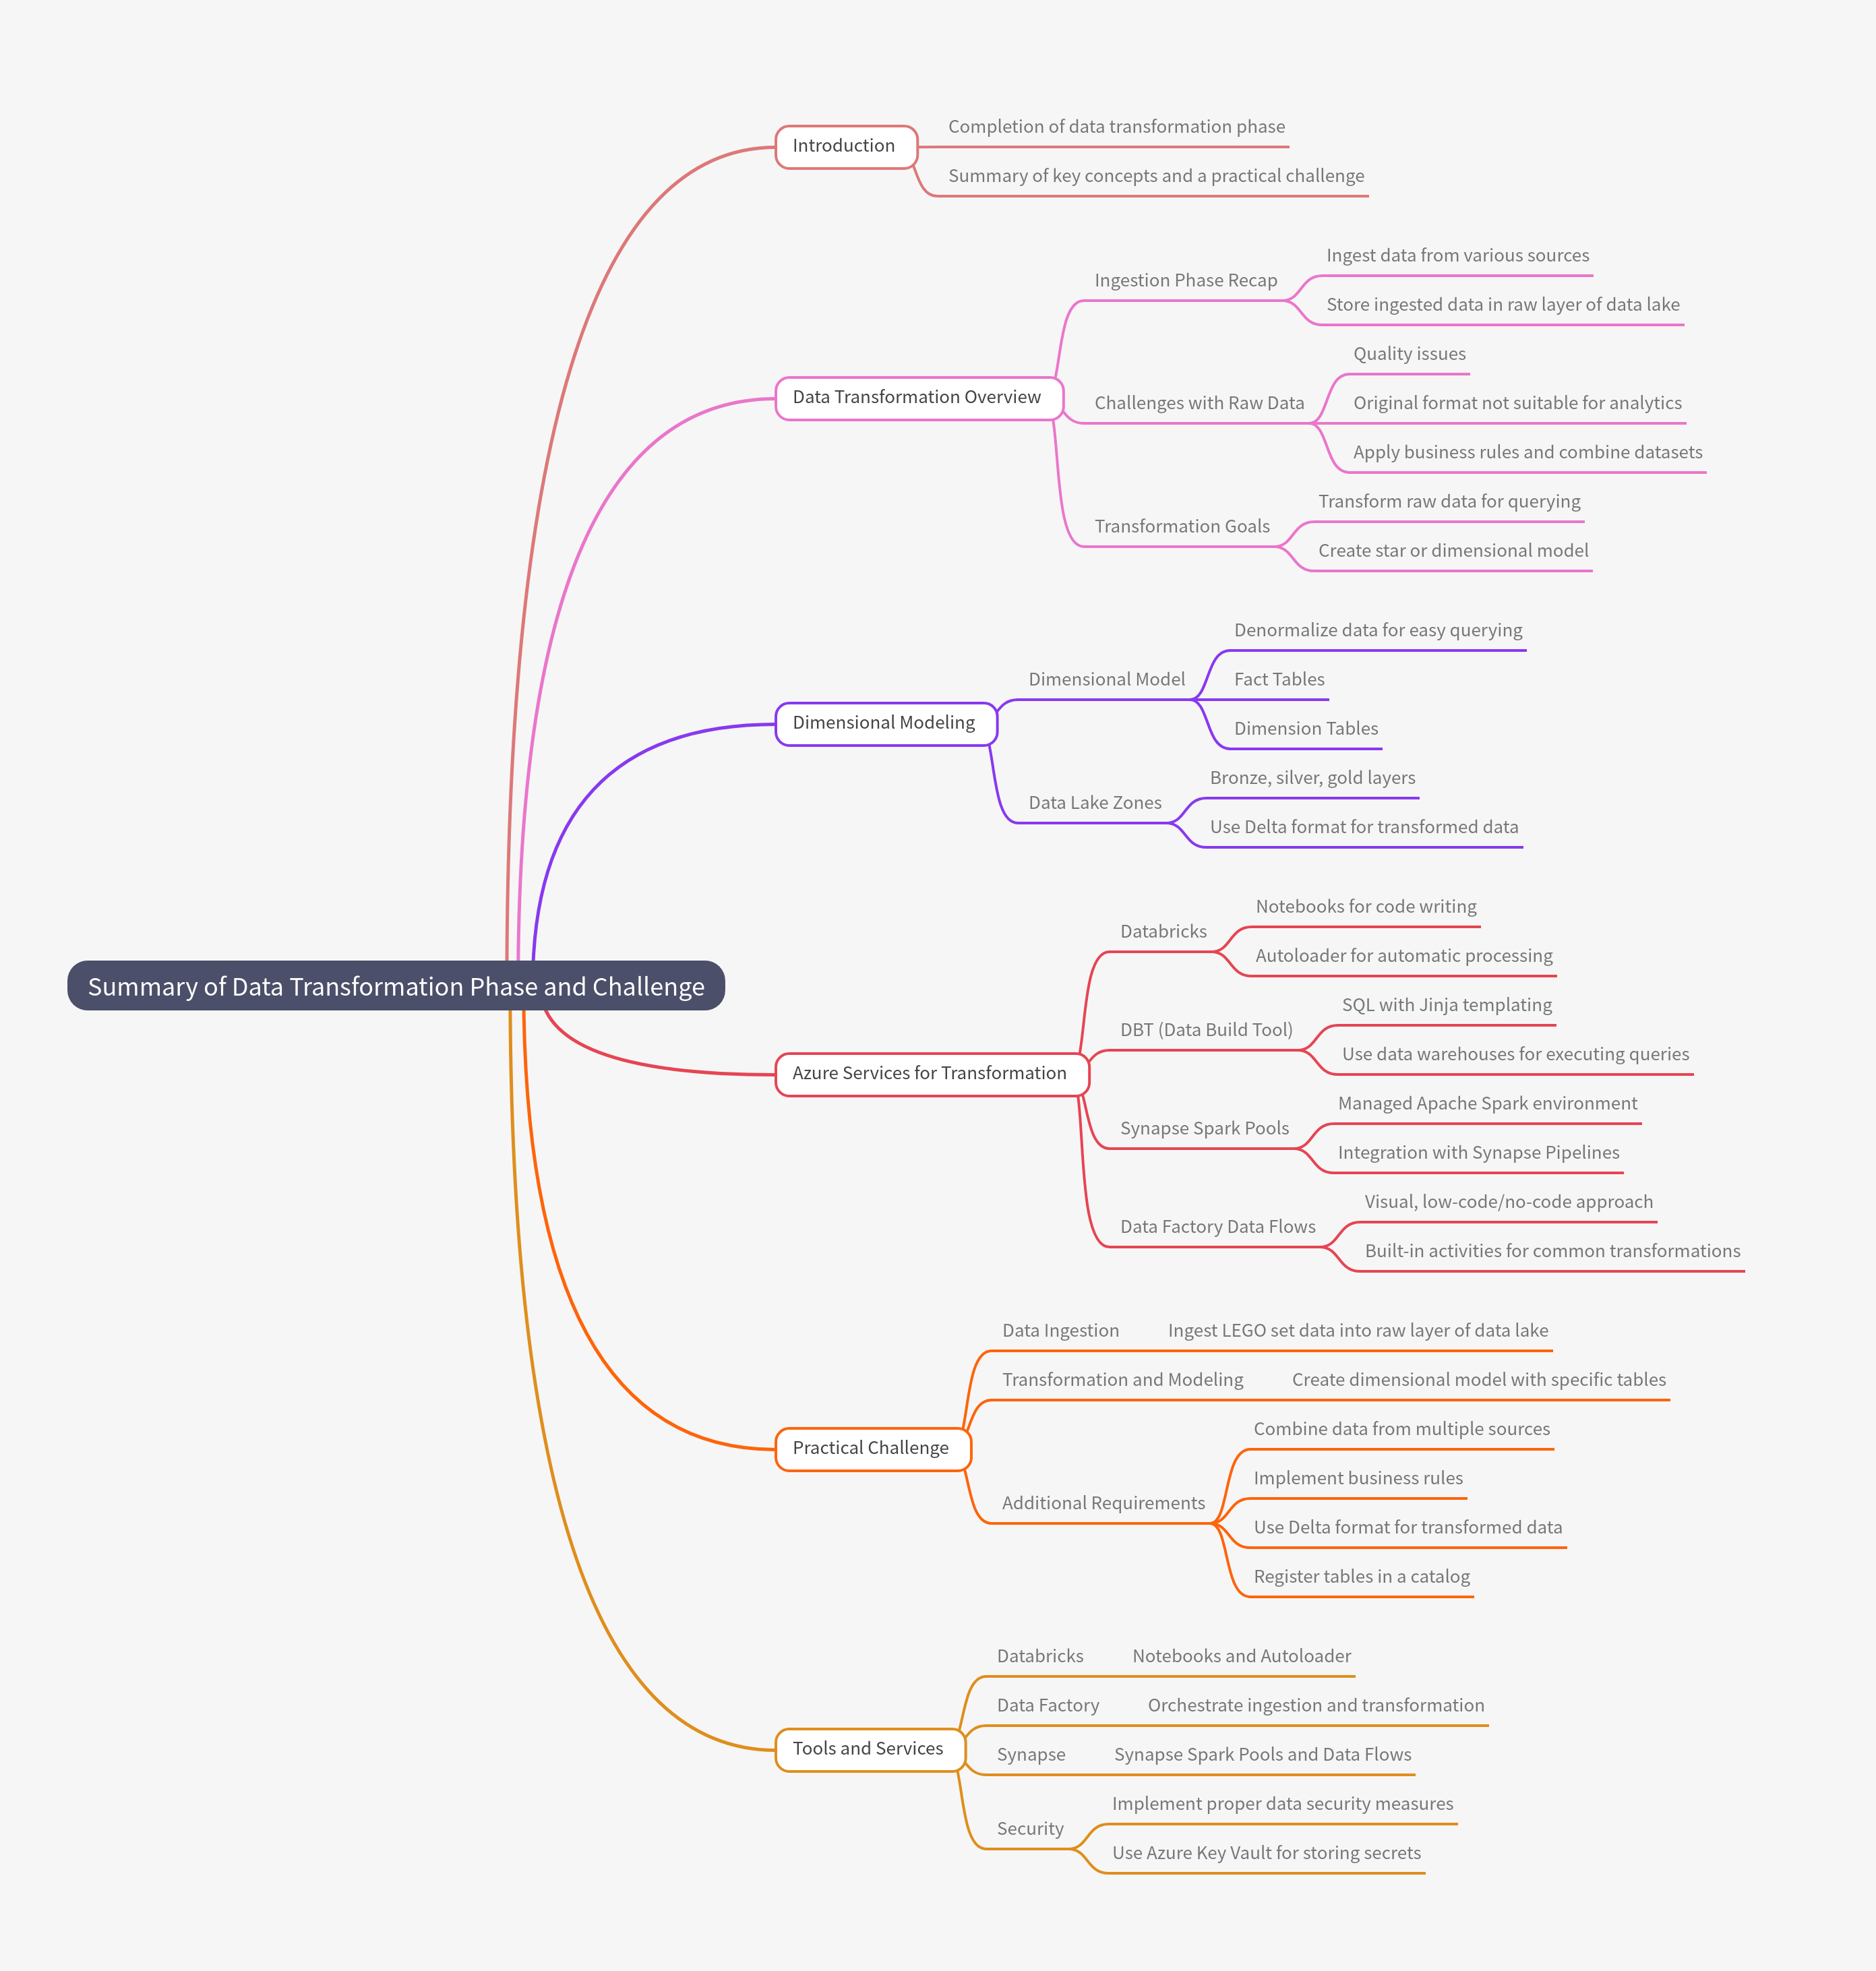 Summary of Data Transformation Phase and Challenge
Introduction
Completion of data transformation phase
Summary of key concepts and a practical challenge
Data Transformation Overview
Ingestion Phase Recap
Ingest data from various sources
Store ingested data in raw layer of data lake
Challenges with Raw Data
Quality issues
Original format not suitable for analytics
Apply business rules and combine datasets
Transformation Goals
Transform raw data for querying
Create star or dimensional model
Dimensional Modeling
Dimensional Model
Denormalize data for easy querying
Fact Tables
Dimension Tables
Data Lake Zones
Bronze, silver, gold layers
Use Delta format for transformed data
Azure Services for Transformation
Databricks
Notebooks for code writing
Autoloader for automatic processing
DBT (Data Build Tool)
SQL with Jinja templating
Use data warehouses for executing queries
Synapse Spark Pools
Managed Apache Spark environment
Integration with Synapse Pipelines
Data Factory Data Flows
Visual, low-code/no-code approach
Built-in activities for common transformations
Practical Challenge
Data Ingestion
Ingest LEGO set data into raw layer of data lake
Transformation and Modeling
Create dimensional model with specific tables
Additional Requirements
Combine data from multiple sources
Implement business rules
Use Delta format for transformed data
Register tables in a catalog
Tools and Services
Databricks
Notebooks and Autoloader
Data Factory
Orchestrate ingestion and transformation
Synapse
Synapse Spark Pools and Data Flows
Security
Implement proper data security measures
Use Azure Key Vault for storing secrets